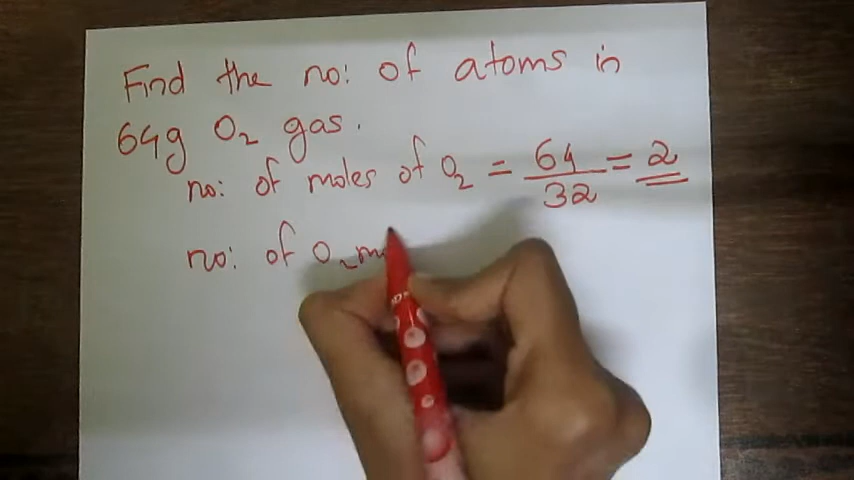 Find the no: of atoms in
64g O₂ gas.
no: of moles of O₂ = 64/32 = 2
no: of O₂ m